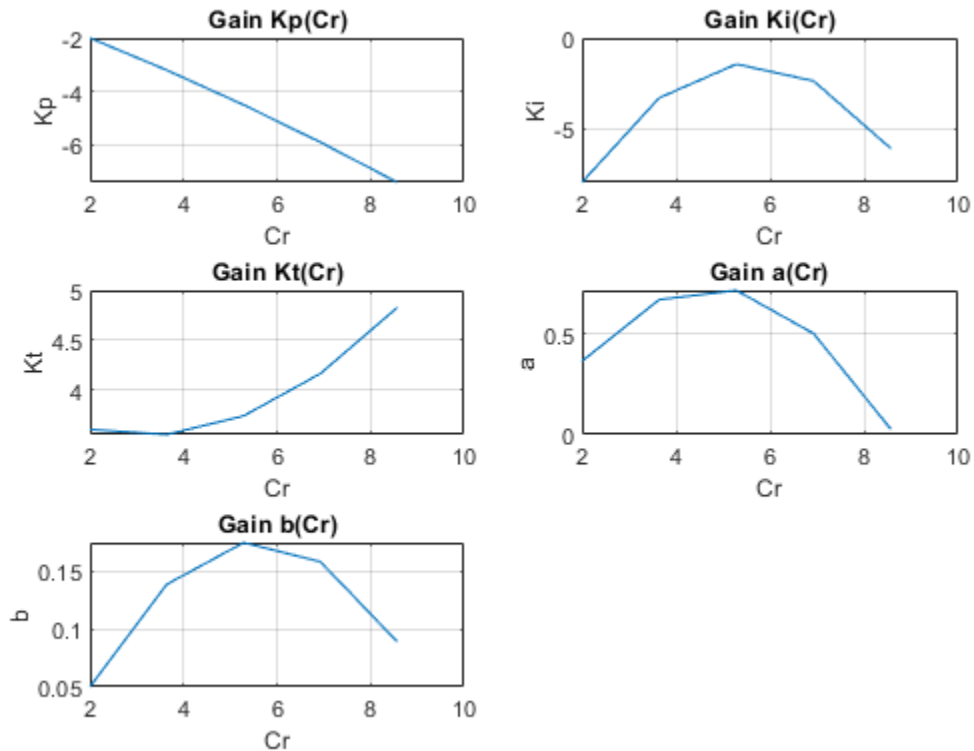 Gain Kp(Cr)
-2
-4
-6
Kp
2 4 6 8 10
Cr
Gain Ki(Cr)
0
-5
Ki
2 4 6 8 10
Cr
Gain Kt(Cr)
5
4.5
4
Kt
2 4 6 8 10
Cr
Gain a(Cr)
0.5
0
a
2 4 6 8 10
Cr
Gain b(Cr)
0.15
0.1
0.05
b
2 4 6 8 10
Cr